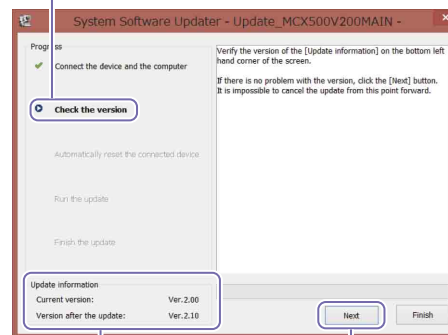 System Software Updater - Update_MCX500V200MAIN -
Progress
Connect the device and the computer
Check the version
Automatically reset the connected device
Run the update
Finish the update
Verify the version of the [Update information] on the bottom left
hand corner of the screen.
If there is no problem with the version, click the [Next] button.
It is impossible to cancel the update from this point forward.
Update information
Current version: Ver.2.00
Version after the update: Ver.2.10
Next
Finish